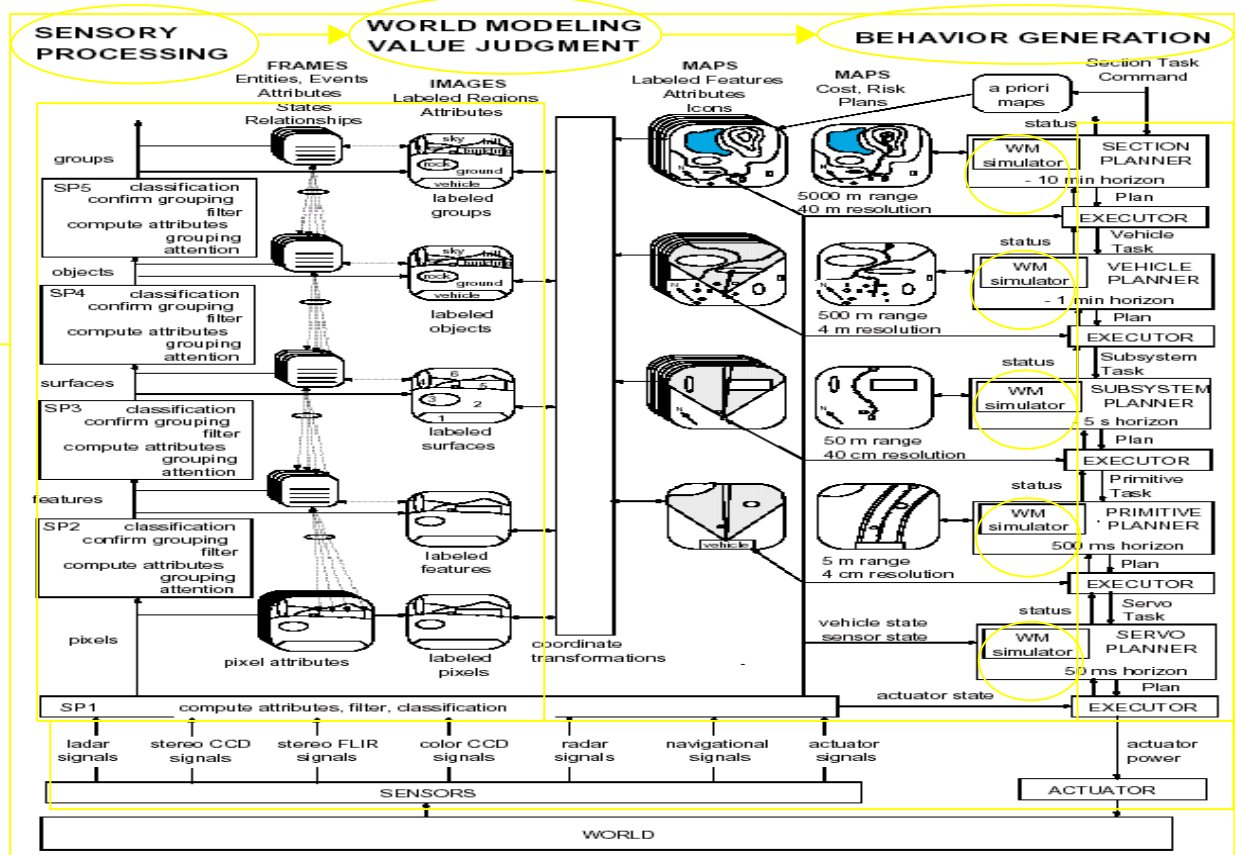 SENSORY
PROCESSING
WORLD MODELING
VALUE JUDGMENT
BEHAVIOR GENERATION
FRAMES
Entities, Events
Attributes
States
Relationships
IMAGES
Labeled Regions
Attributes
MAPS
Labeled Features
Attributes
Icons
MAPS
Cost, Risk
Plans
a priori
maps
Section Task
Command
status
groups
sky
hill
rock
ground
vehicle
labeled
groups
WM
simulator
SECTION
PLANNER
- 10 min horizon
5000 m range
40 m resolution
Plan
EXECUTOR
SP5 classification
confirm grouping
filter
compute attributes
grouping
attention
status
Vehicle
Task
objects
sky
hill
rock
ground
vehicle
labeled
objects
WM
simulator
VEHICLE
PLANNER
- 1 min horizon
500 m range
4 m resolution
Plan
EXECUTOR
SP4 classification
confirm grouping
filter
compute attributes
grouping
attention
status
Subsystem
Task
surfaces
6
4
5
3
2
1
labeled
surfaces
N
WM
simulator
SUBSYSTEM
PLANNER
5 s horizon
50 m range
40 cm resolution
Plan
EXECUTOR
SP3 classification
confirm grouping
filter
compute attributes
grouping
attention
status
Primitive
Task
features
labeled
features
vehicle
WM
simulator
PRIMITIVE
PLANNER
500 ms horizon
5 m range
4 cm resolution
Plan
EXECUTOR
SP2 classification
confirm grouping
filter
compute attributes
grouping
attention
status
Servo
Task
pixels
pixel attributes
labeled
pixels
coordinate
transformations
vehicle state
sensor state
WM
simulator
SERVO
PLANNER
50 ms horizon
Plan
actuator state
EXECUTOR
SP1 compute attributes, filter, classification
ladar
signals
stereo CCD
signals
stereo FLIR
signals
color CCD
signals
radar
signals
navigational
signals
actuator
signals
actuator
power
SENSORS
ACTUATOR
WORLD